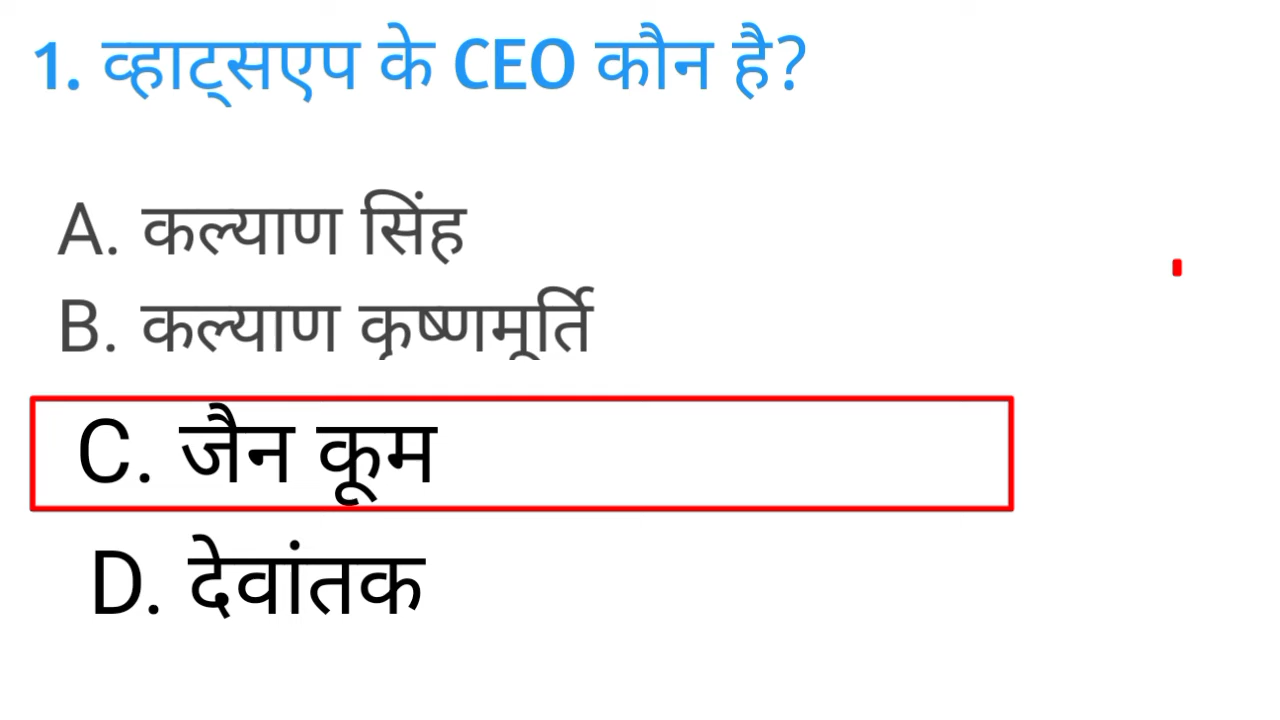 1. व्हाट्सएप के CEO कौन है?
A. कल्याण सिंह
B. कल्याण कृष्णमूर्ति
C. जैन कूम
D. देवांतक